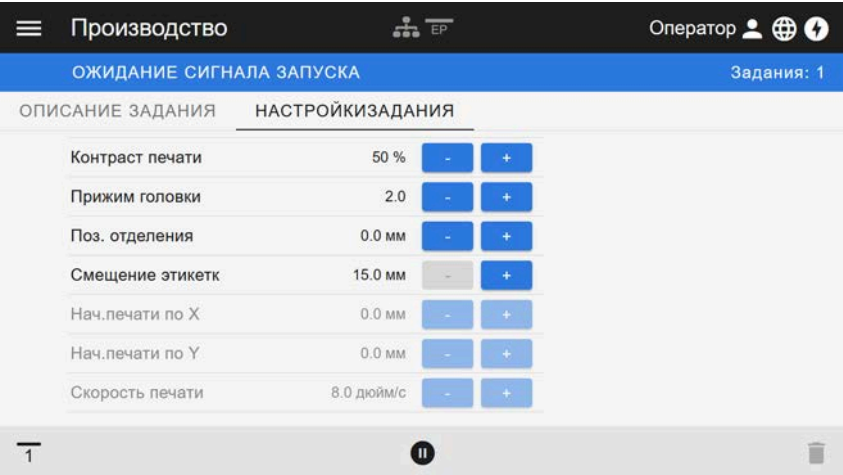 Производство EP Оператор
ОЖИДАНИЕ СИГНАЛА ЗАПУСКА Задания: 1
ОПИСАНИЕ ЗАДАНИЯ НАСТРОЙКИЗАДАНИЯ
Контраст печати 50 % - +
Прижим головки 2.0 - +
Поз. отделения 0.0 мм - +
Смещение этикетк 15.0 мм - +
Нач.печати по X 0.0 мм - +
Нач.печати по Y 0.0 мм - +
Скорость печати 8.0 дюйм/с - +
1